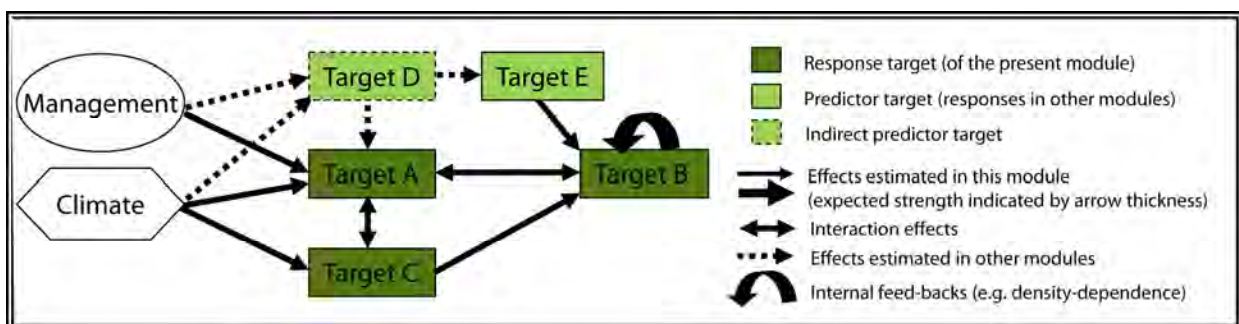 Management
Climate
Target D
Target E
Target A
Target B
Target C
Response target (of the present module)
Predictor target (responses in other modules)
Indirect predictor target
Effects estimated in this module
(expected strength indicated by arrow thickness)
Interaction effects
Effects estimated in other modules
Internal feed-backs (e.g. density-dependence)